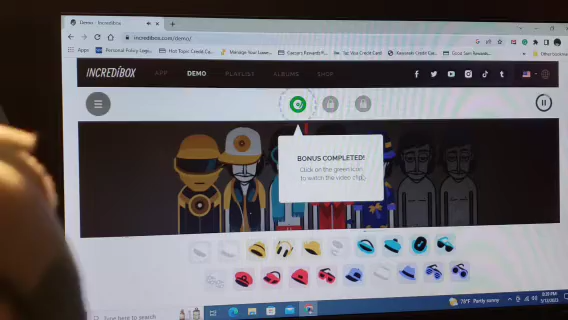 Demo - Incredibox
incredibox.com/demo/
Apps
INCREDIBOX APP DEMO PLAYLISTS ALBUMS SHOP
BONUS COMPLETED!
Click on the green icon
to watch the video clip
Type here to search
78°F Partly sunny